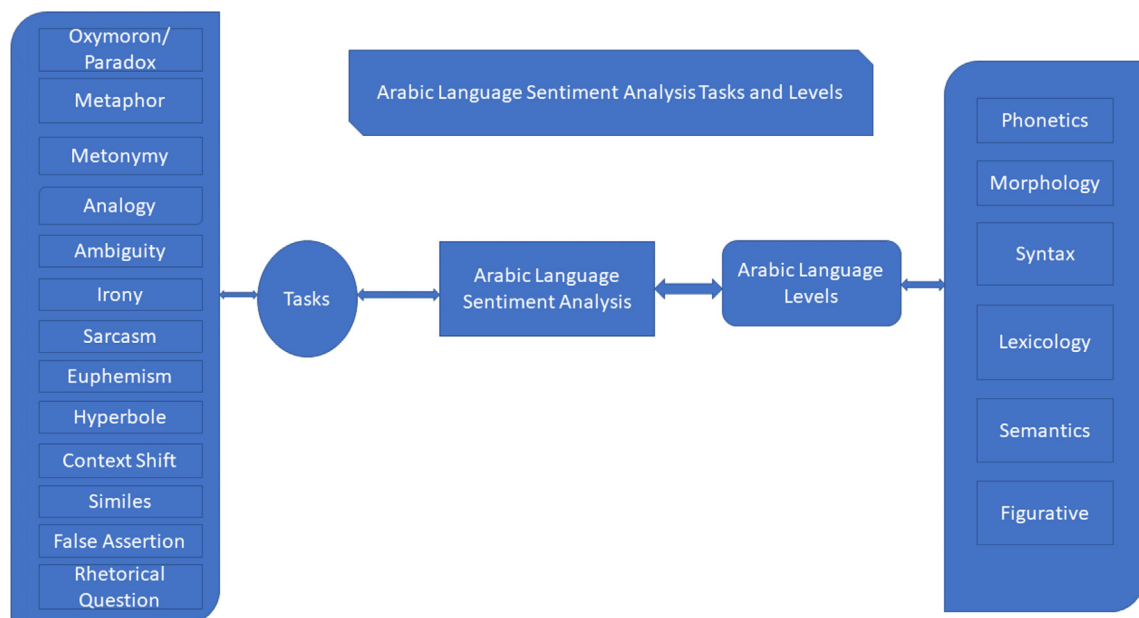 Oxymoron/
Paradox
Metaphor
Metonymy
Analogy
Ambiguity
Irony
Sarcasm
Euphemism
Hyperbole
Context Shift
Similes
False Assertion
Rhetorical
Question
Arabic Language Sentiment Analysis Tasks and Levels
Tasks
Arabic Language
Sentiment Analysis
Arabic Language
Levels
Phonetics
Morphology
Syntax
Lexicology
Semantics
Figurative